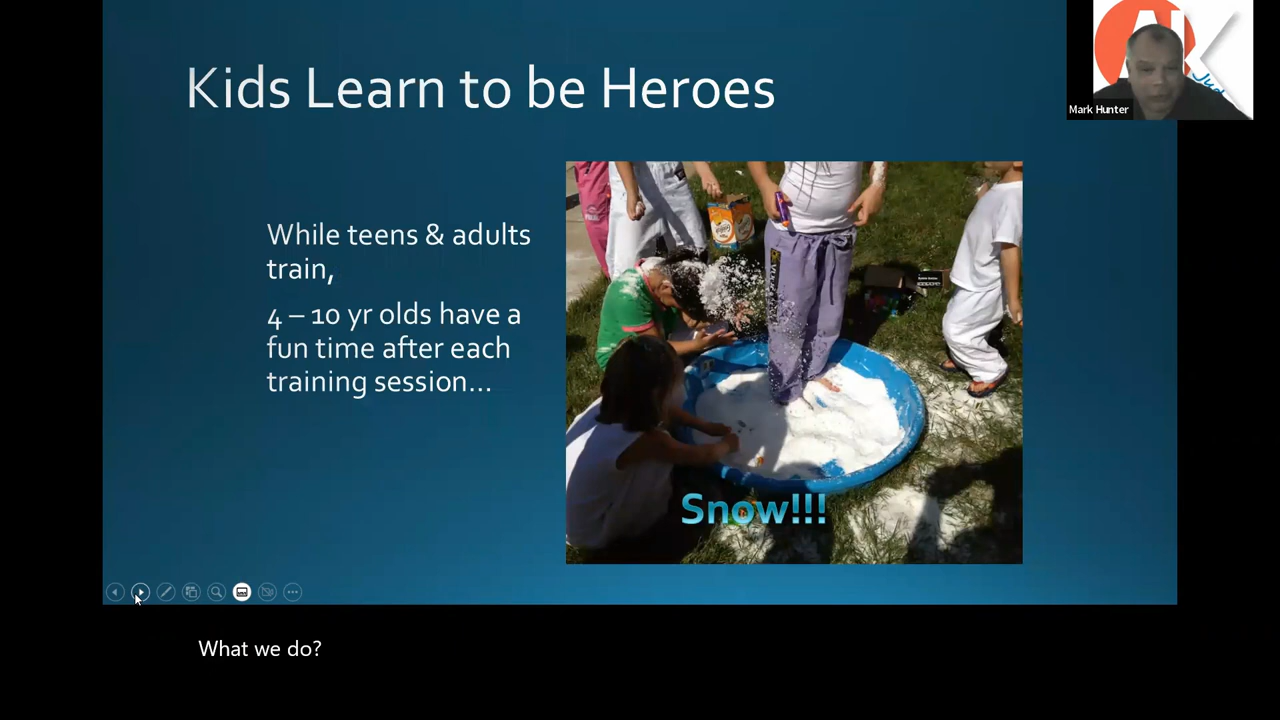 Kids Learn to be Heroes
Mark Hunter
While teens & adults
train,
4 – 10 yr olds have a
fun time after each
training session...
Snow!!!
What we do?